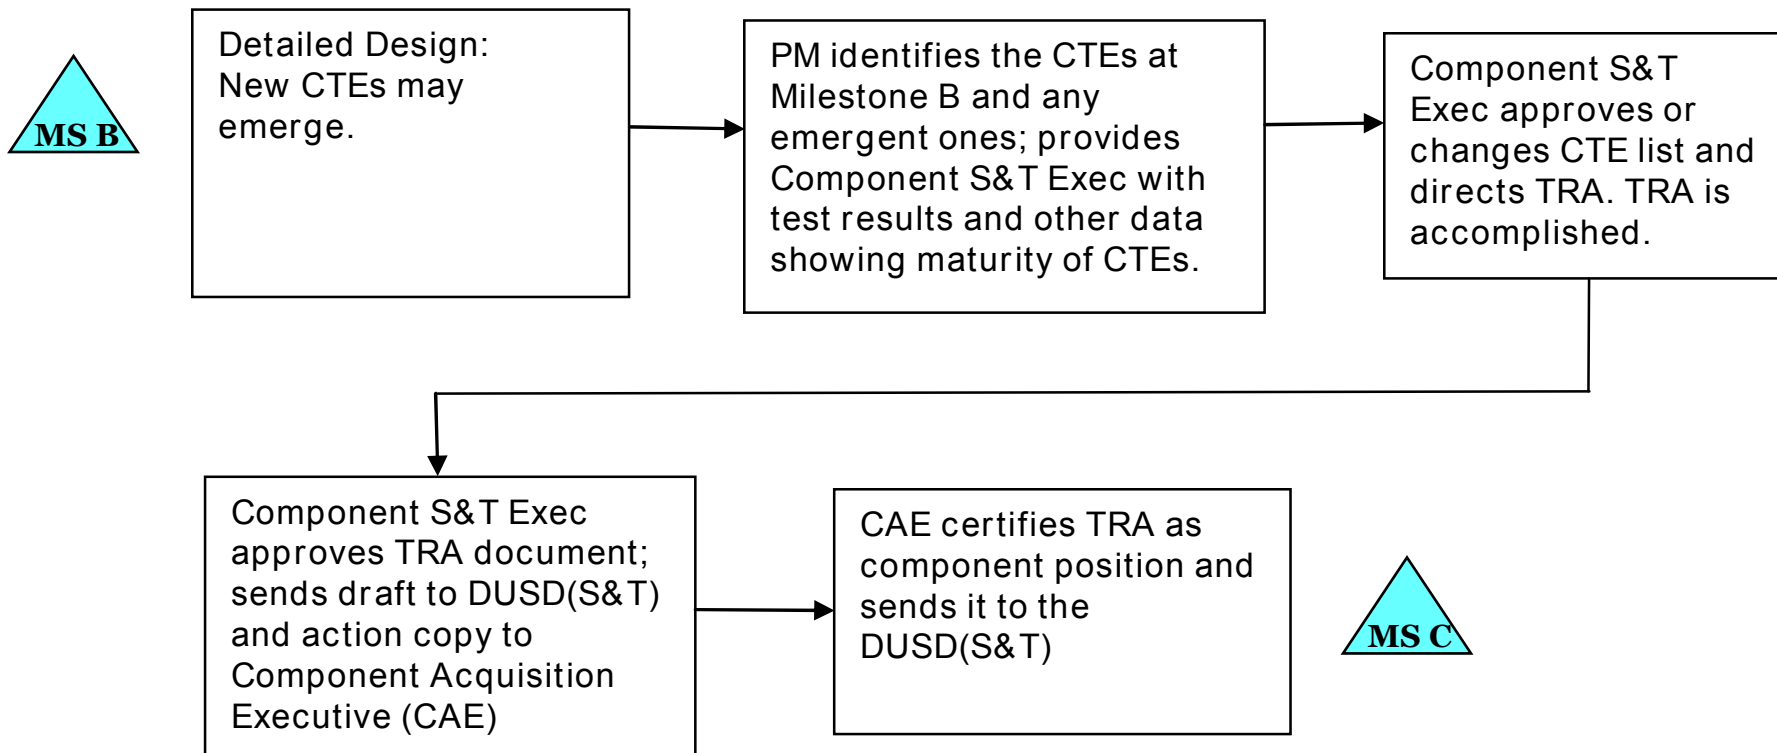 MS B
Detailed Design:
New CTEs may
emerge.
PM identifies the CTEs at
Milestone B and any
emergent ones; provides
Component S&T Exec with
test results and other data
showing maturity of CTEs.
Component S&T
Exec approves or
changes CTE list and
directs TRA. TRA is
accomplished.
Component S&T Exec
approves TRA document;
sends draft to DUSD(S&T)
and action copy to
Component Acquisition
Executive (CAE)
CAE certifies TRA as
component position and
sends it to the
DUSD(S&T)
MS C